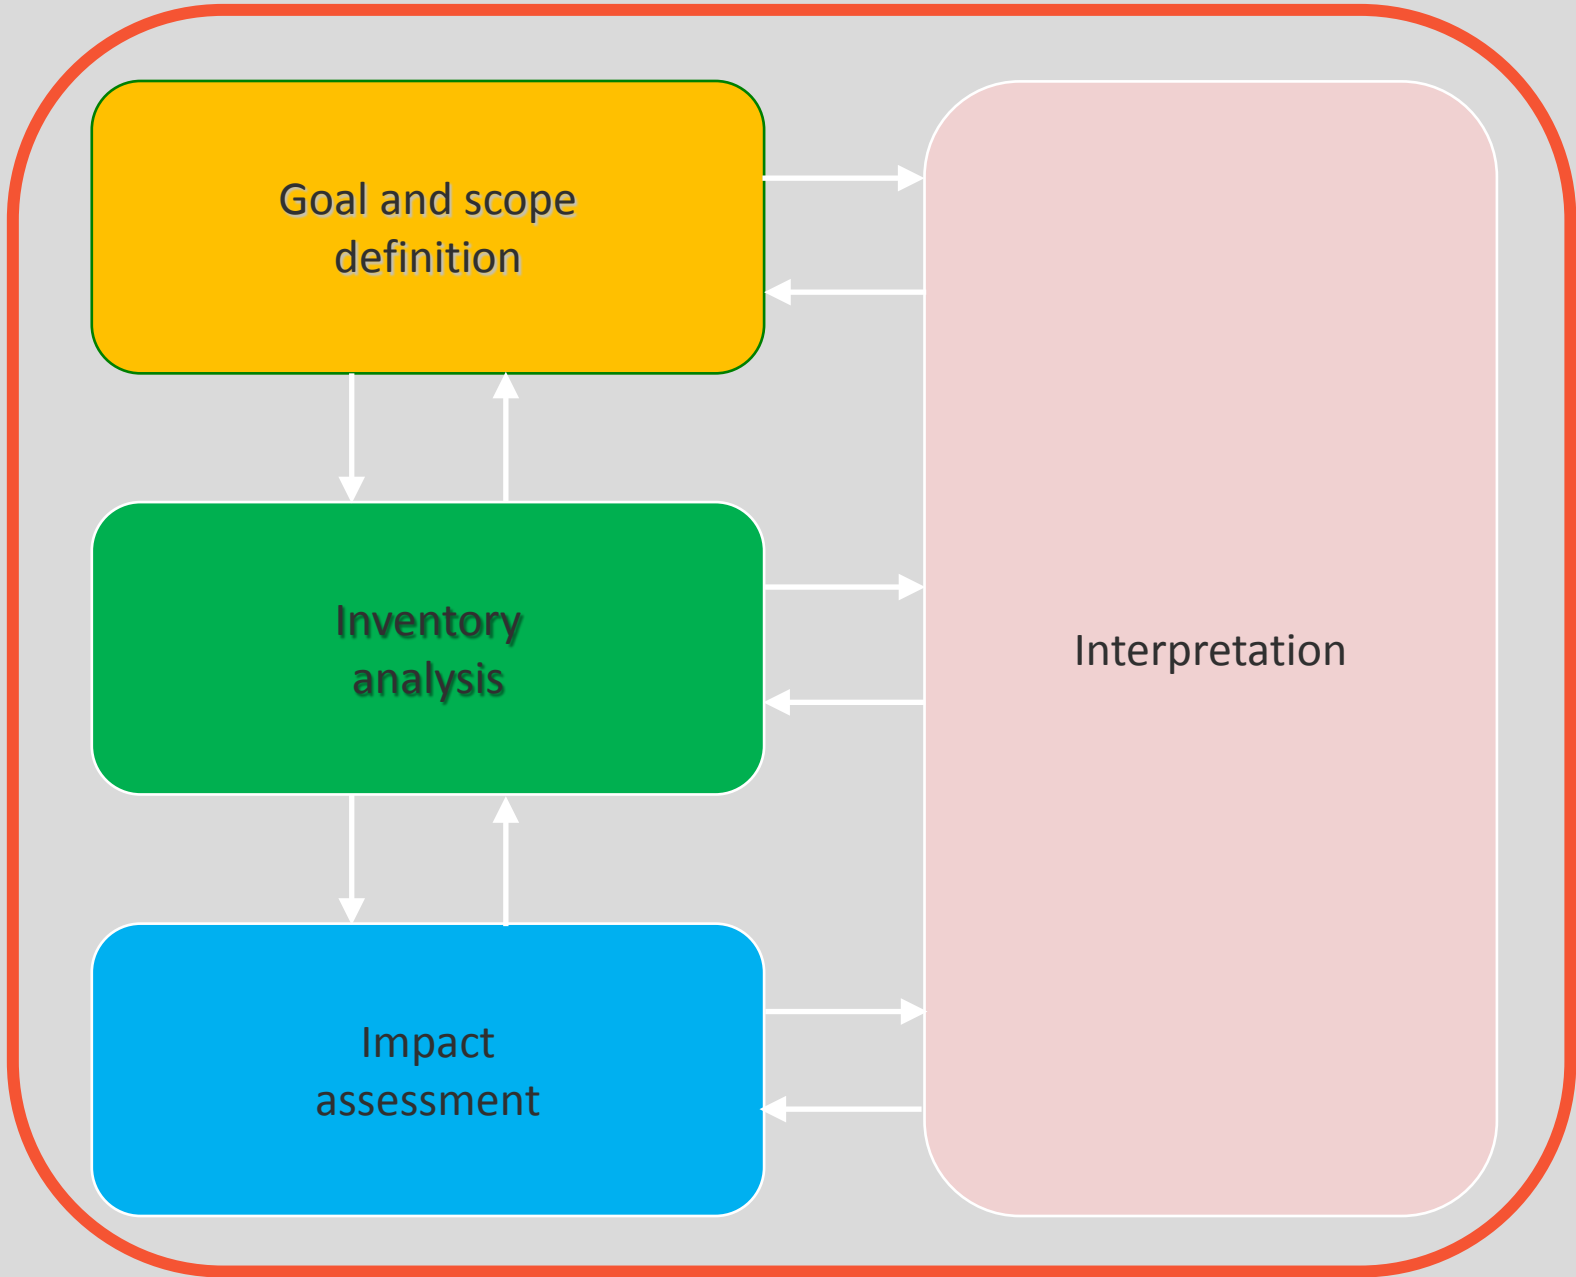 Goal and scope
definition
Inventory
analysis
Interpretation
Impact
assessment